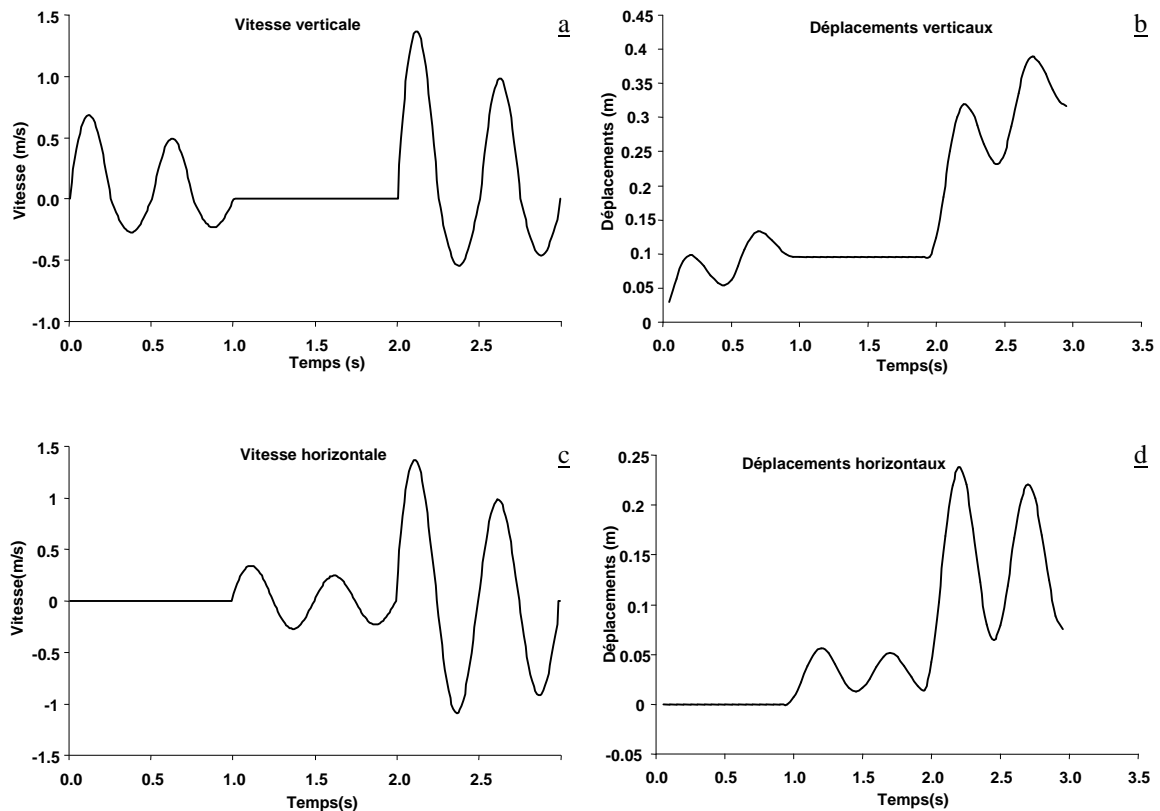 Vitesse verticale
a
Vitesse (m/s)
1.5
1.0
0.5
0.0
-0.5
-1.0
0.0 0.5 1.0 1.5 2.0 2.5
Temps (s)
Déplacements verticaux
b
Déplacements (m)
0.45
0.4
0.35
0.3
0.25
0.2
0.15
0.1
0.05
0
0.0 0.5 1.0 1.5 2.0 2.5 3.0 3.5
Temps(s)
Vitesse horizontale
c
Vitesse(m/s)
1.5
1
0.5
0
-0.5
-1
-1.5
0.0 0.5 1.0 1.5 2.0 2.5
Temps(s)
Déplacements horizontaux
d
Déplacements (m)
0.25
0.2
0.15
0.1
0.05
0
-0.05
0.0 0.5 1.0 1.5 2.0 2.5 3.0 3.5
Temps(s)